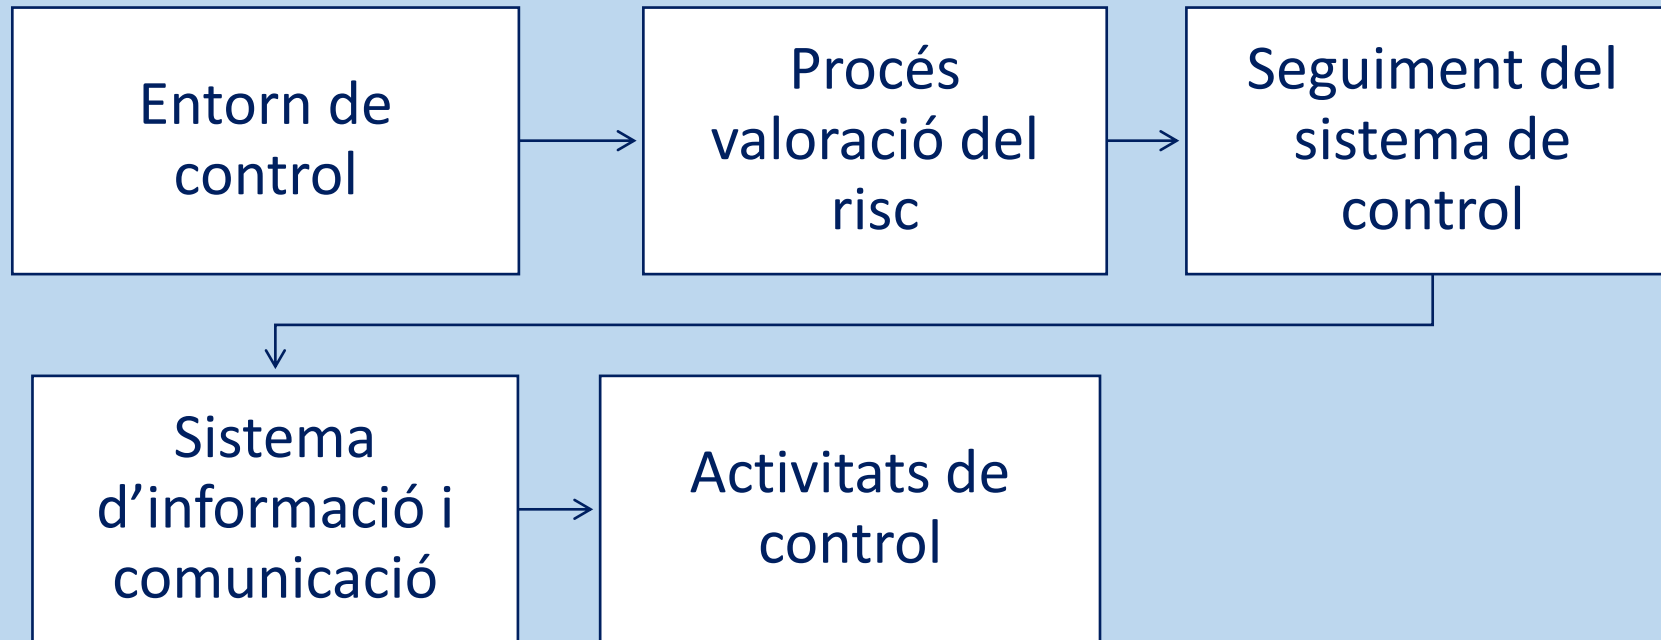 Entorn de
control
Procés
valoració del
risc
Seguiment del
sistema de
control
Sistema
d’informació i
comunicació
Activitats de
control